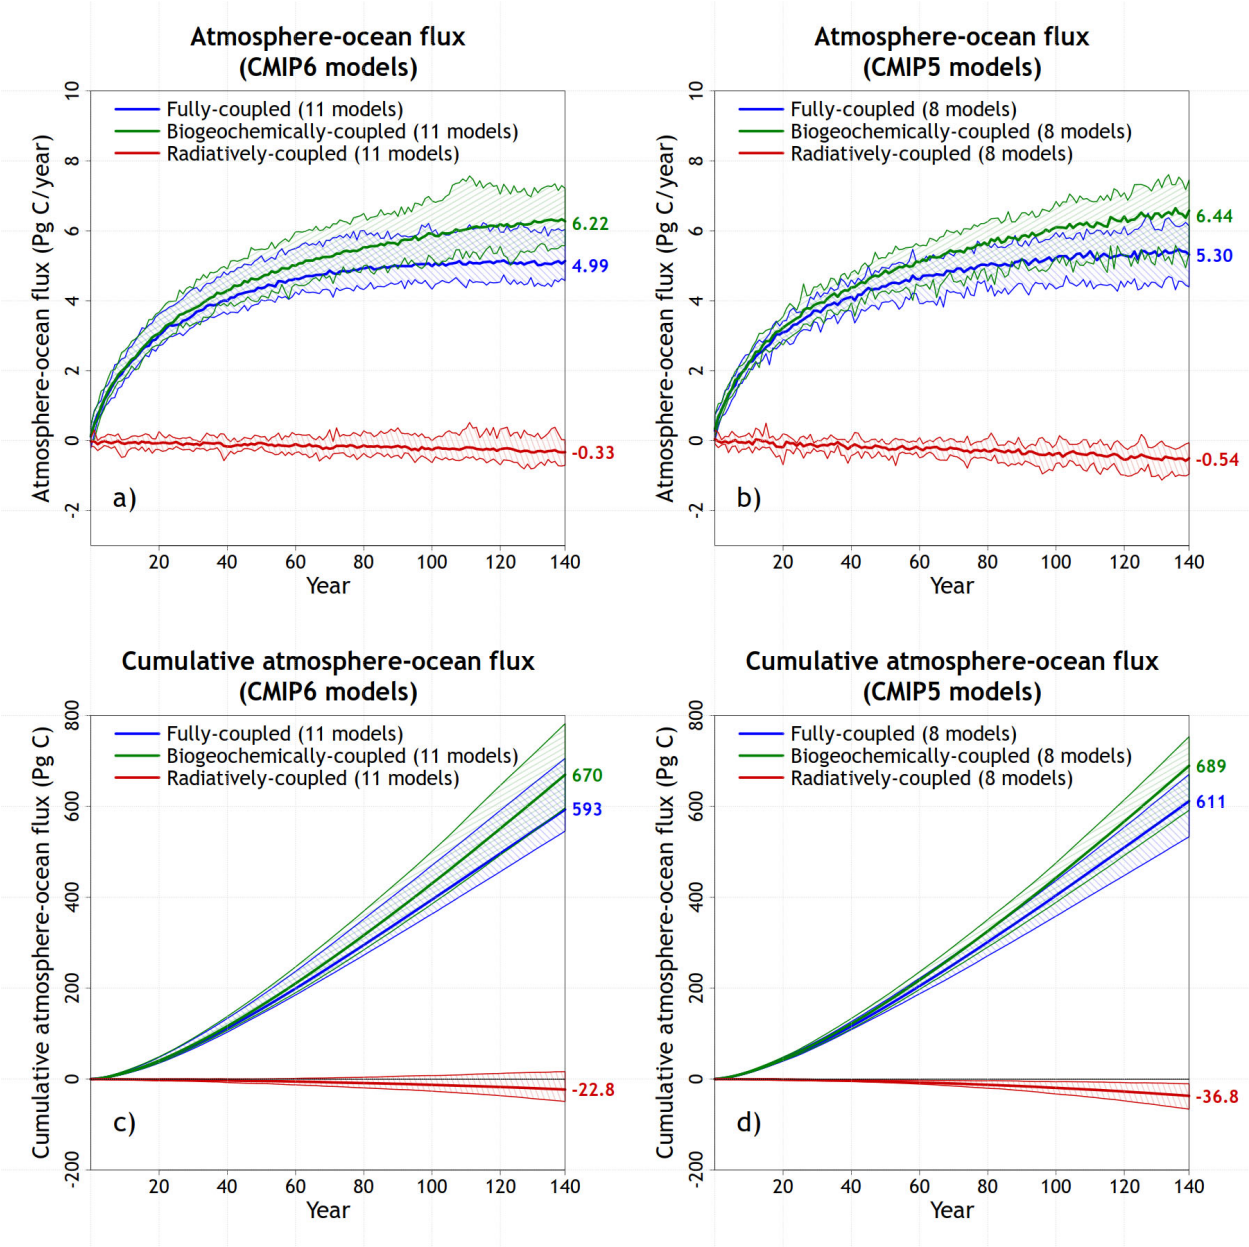 Atmosphere-ocean flux
(CMIP6 models)
Atmosphere-ocean flux (Pg C/year)
10
8
6
4
2
0
-2
Fully-coupled (11 models)
Biogeochemically-coupled (11 models)
Radiatively-coupled (11 models)
6.22
4.99
-0.33
a)
20 40 60 80 100 120 140
Year
Atmosphere-ocean flux
(CMIP5 models)
Atmosphere-ocean flux (Pg C/year)
10
8
6
4
2
0
-2
Fully-coupled (8 models)
Biogeochemically-coupled (8 models)
Radiatively-coupled (8 models)
6.44
5.30
-0.54
b)
20 40 60 80 100 120 140
Year
Cumulative atmosphere-ocean flux
(CMIP6 models)
Cumulative atmosphere-ocean flux (Pg C)
800
600
400
200
0
-200
Fully-coupled (11 models)
Biogeochemically-coupled (11 models)
Radiatively-coupled (11 models)
670
593
-22.8
c)
20 40 60 80 100 120 140
Year
Cumulative atmosphere-ocean flux
(CMIP5 models)
Cumulative atmosphere-ocean flux (Pg C)
800
600
400
200
0
-200
Fully-coupled (8 models)
Biogeochemically-coupled (8 models)
Radiatively-coupled (8 models)
689
611
-36.8
d)
20 40 60 80 100 120 140
Year